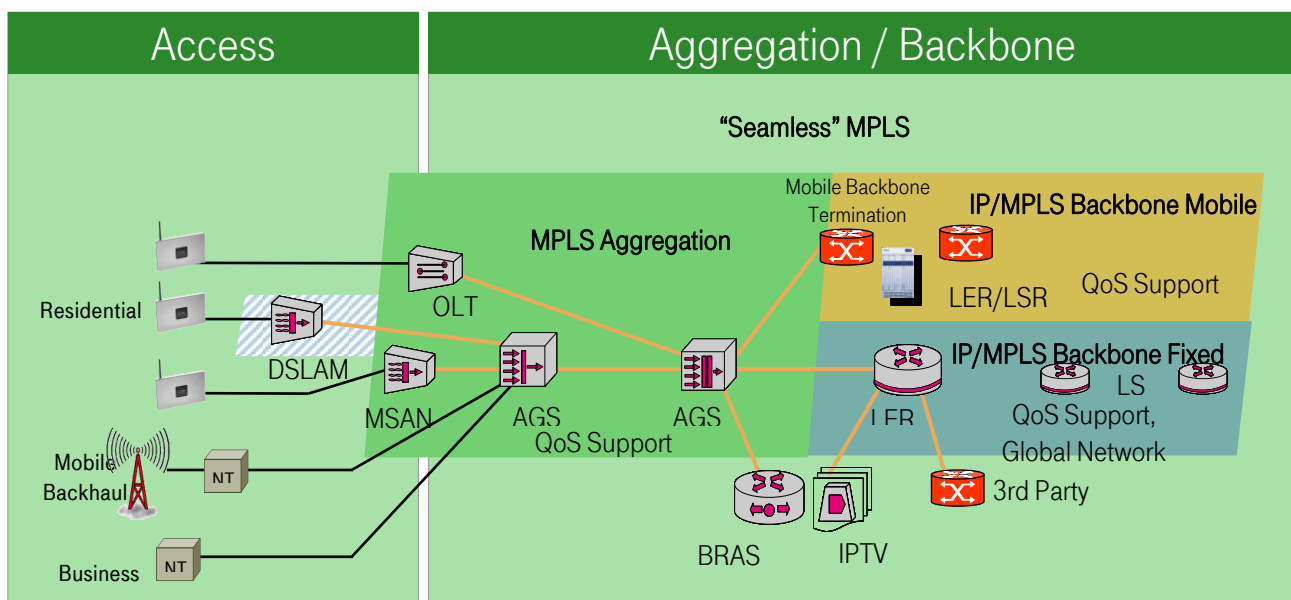 Access
Aggregation / Backbone
“Seamless” MPLS
Mobile Backbone
Termination
IP/MPLS Backbone Mobile
MPLS Aggregation
OLT
LER/LSR
QoS Support
Residential
DSLAM
IP/MPLS Backbone Fixed
LS
MSAN
AGS
AGS
LER
QoS Support,
QoS Support
Global Network
Mobile
Backhaul
NT
3rd Party
BRAS
IPTV
Business
NT